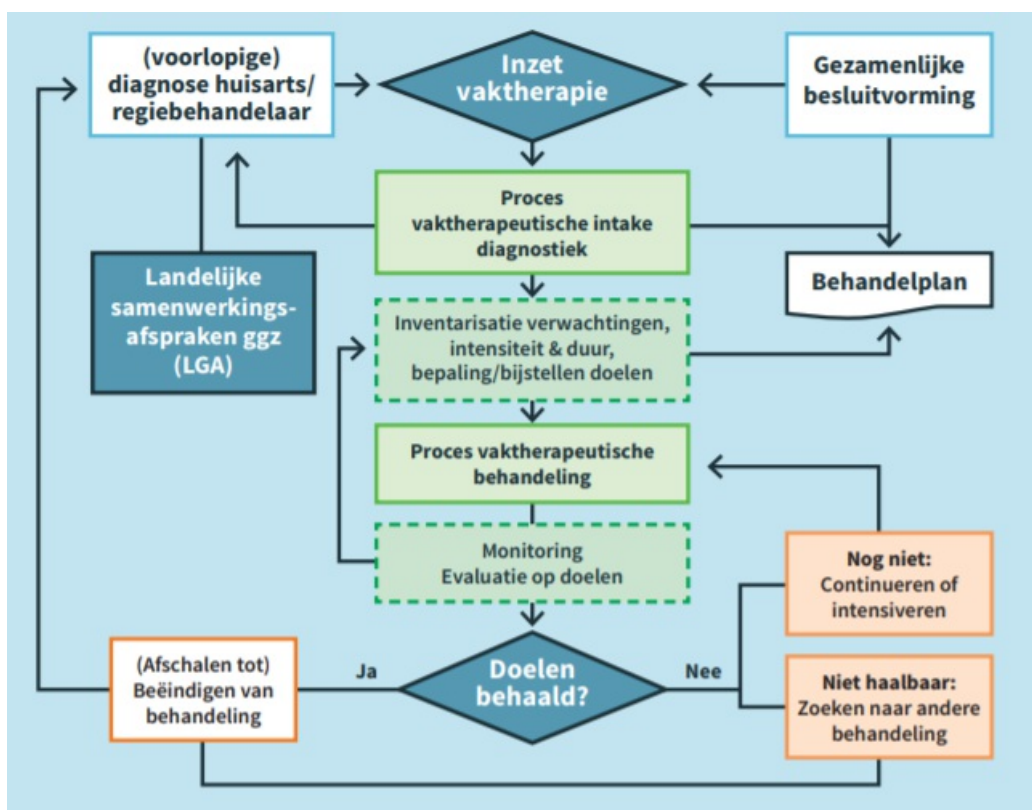 (voorlopige)
diagnose huisarts/
regiebehandelaar
Inzet
vaktherapie
Gezamenlijke
besluitvorming
Proces
vaktherapeutische intake
diagnostiek
Landelijke
samenwerkings-
afspraken ggz
(LGA)
Behandelplan
Inventarisatie verwachtingen,
intensiteit & duur,
bepaling/bijstellen doelen
Proces vaktherapeutische
behandeling
Monitoring
Evaluatie op doelen
Nog niet:
Continueren of
intensiveren
(Afschalen tot)
Beëindigen van
behandeling
Ja
Doelen
behaald?
Nee
Niet haalbaar:
Zoeken naar andere
behandeling